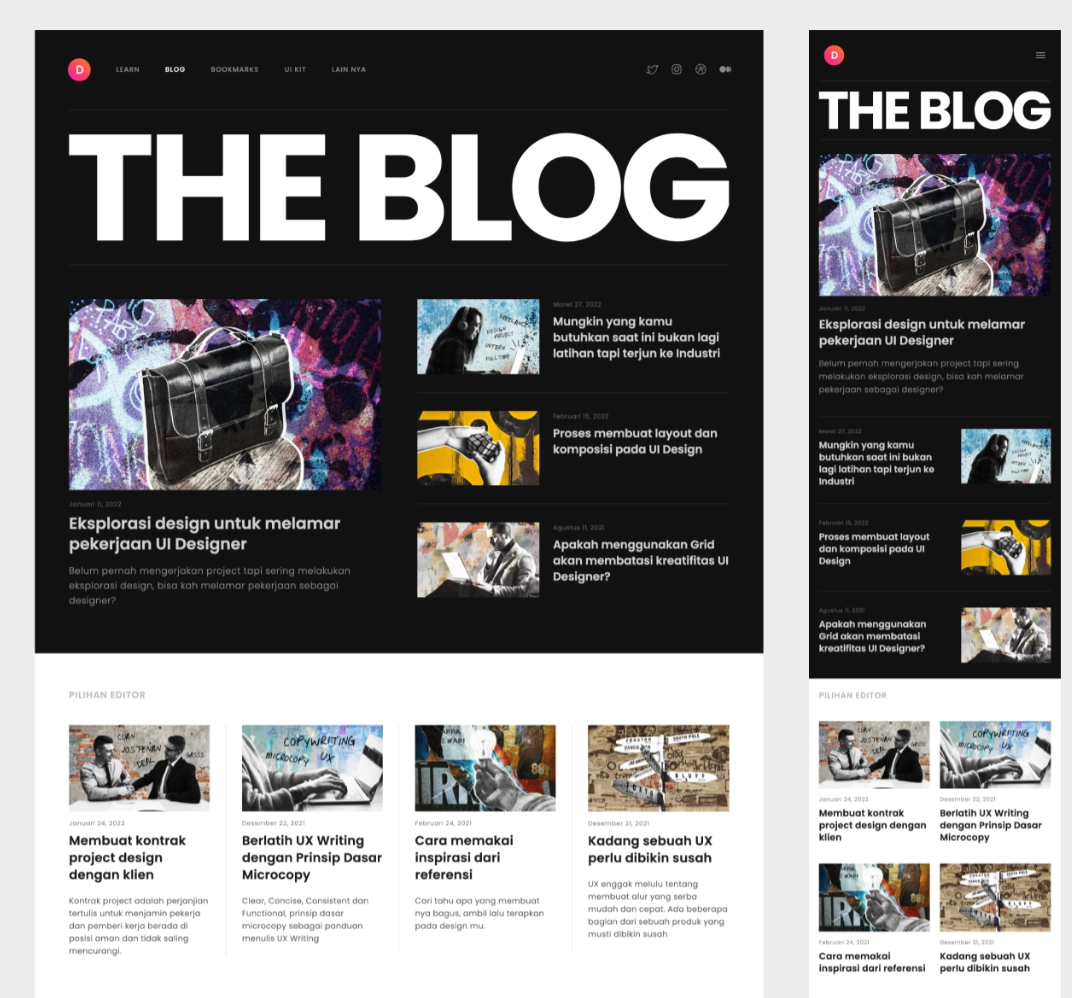 D
LEARN
BLOG
BOOKMARKS
UI KIT
LAIN NYA
THE BLOG
Januari 11, 2022
Eksplorasi design untuk melamar
pekerjaan UI Designer
Belum pernah mengerjakan project tapi sering melakukan
eksplorasi design, bisa kah melamar pekerjaan sebagai
designer?
Maret 27, 2022
Mungkin yang kamu
butuhkan saat ini bukan lagi
latihan tapi terjun ke Industri
Februari 15, 2022
Proses membuat layout dan
komposisi pada UI Design
Agustus 11, 2021
Apakah menggunakan Grid
akan membatasi kreatifitas UI
Designer?
PILIHAN EDITOR
DEAL
Januari 24, 2022
Membuat kontrak
project design
dengan klien
Kontrak project adalah perjanjian
tertulis untuk menjamin pekerja
dan pemberi kerja berada di
posisi aman dan tidak saling
mencurangi.
COPYWRITING
MICROCOPY UX
Desember 22, 2021
Berlatih UX Writing
dengan Prinsip Dasar
Microcopy
Clear, Concise, Consistent dan
Functional, prinsip dasar
microcopy sebagai panduan
menulis UX Writing
Februari 24, 2021
Cara memakai
inspirasi dari
referensi
Cari tahu apa yang membuat
nya bagus, ambil lalu terapkan
pada design mu.
Desember 21, 2021
Kadang sebuah UX
perlu dibikin susah
UX enggak melulu tentang
membuat alur yang serba
mudah dan cepat. Ada beberapa
bagian dari sebuah produk yang
musti dibikin susah
D
THE BLOG
Januari 11, 2022
Eksplorasi design untuk melamar
pekerjaan UI Designer
Belum pernah mengerjakan project tapi sering
melakukan eksplorasi design, bisa kah melamar
pekerjaan sebagai designer?
Maret 27, 2022
Mungkin yang kamu
butuhkan saat ini bukan
lagi latihan tapi terjun ke
Industri
Februari 15, 2022
Proses membuat layout
dan komposisi pada UI
Design
Agustus 11, 2021
Apakah menggunakan
Grid akan membatasi
kreatifitas UI Designer?
PILIHAN EDITOR
Januari 24, 2022
Membuat kontrak
project design dengan
klien
COPYWRITING
MICROCOPY UX
Desember 22, 2021
Berlatih UX Writing
dengan Prinsip Dasar
Microcopy
Februari 24, 2021
Cara memakai
inspirasi dari referensi
Desember 21, 2021
Kadang sebuah UX
perlu dibikin susah